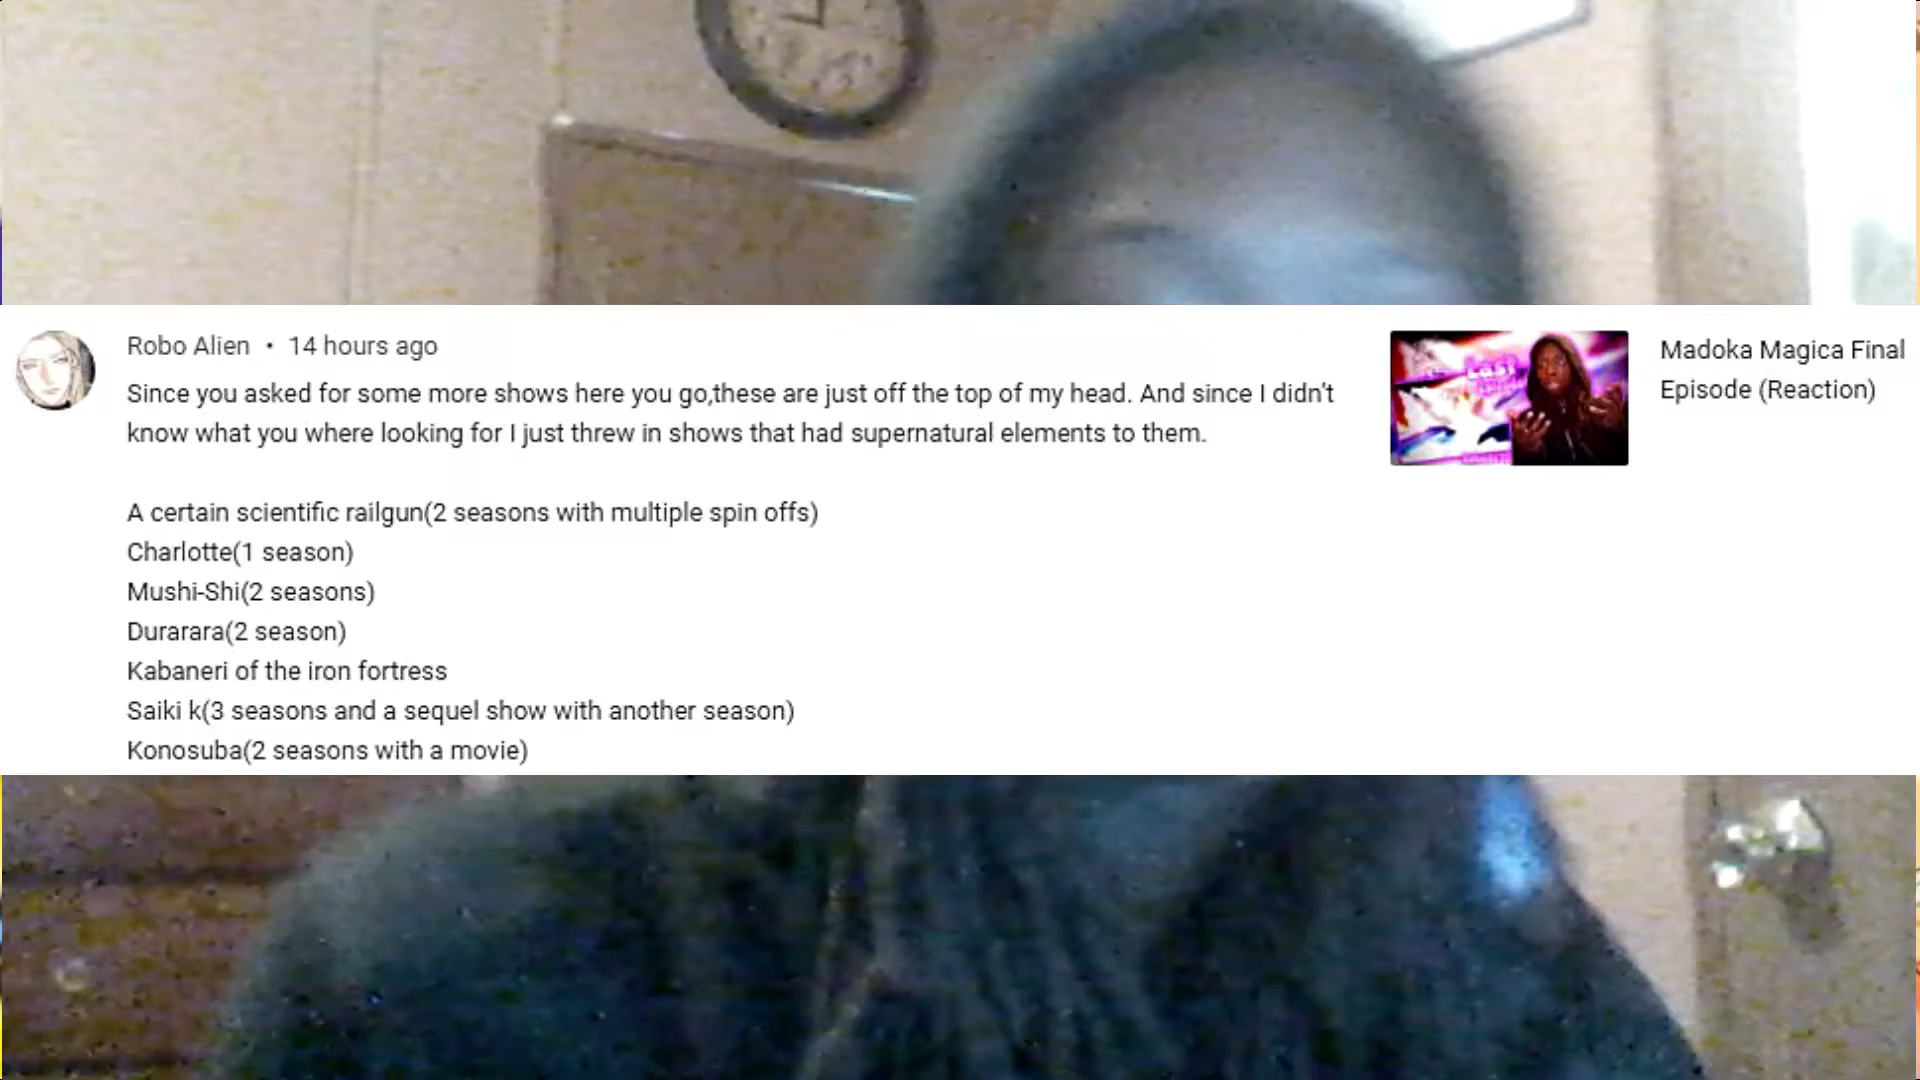 Robo Alien • 14 hours ago
Since you asked for some more shows here you go,these are just off the top of my head. And since I didn't
know what you where looking for I just threw in shows that had supernatural elements to them.
A certain scientific railgun(2 seasons with multiple spin offs)
Charlotte(1 season)
Mushi-Shi(2 seasons)
Durarara(2 season)
Kabaneri of the iron fortress
Saiki k(3 seasons and a sequel show with another season)
Konosuba(2 seasons with a movie)
Madoka Magica Final
Episode (Reaction)